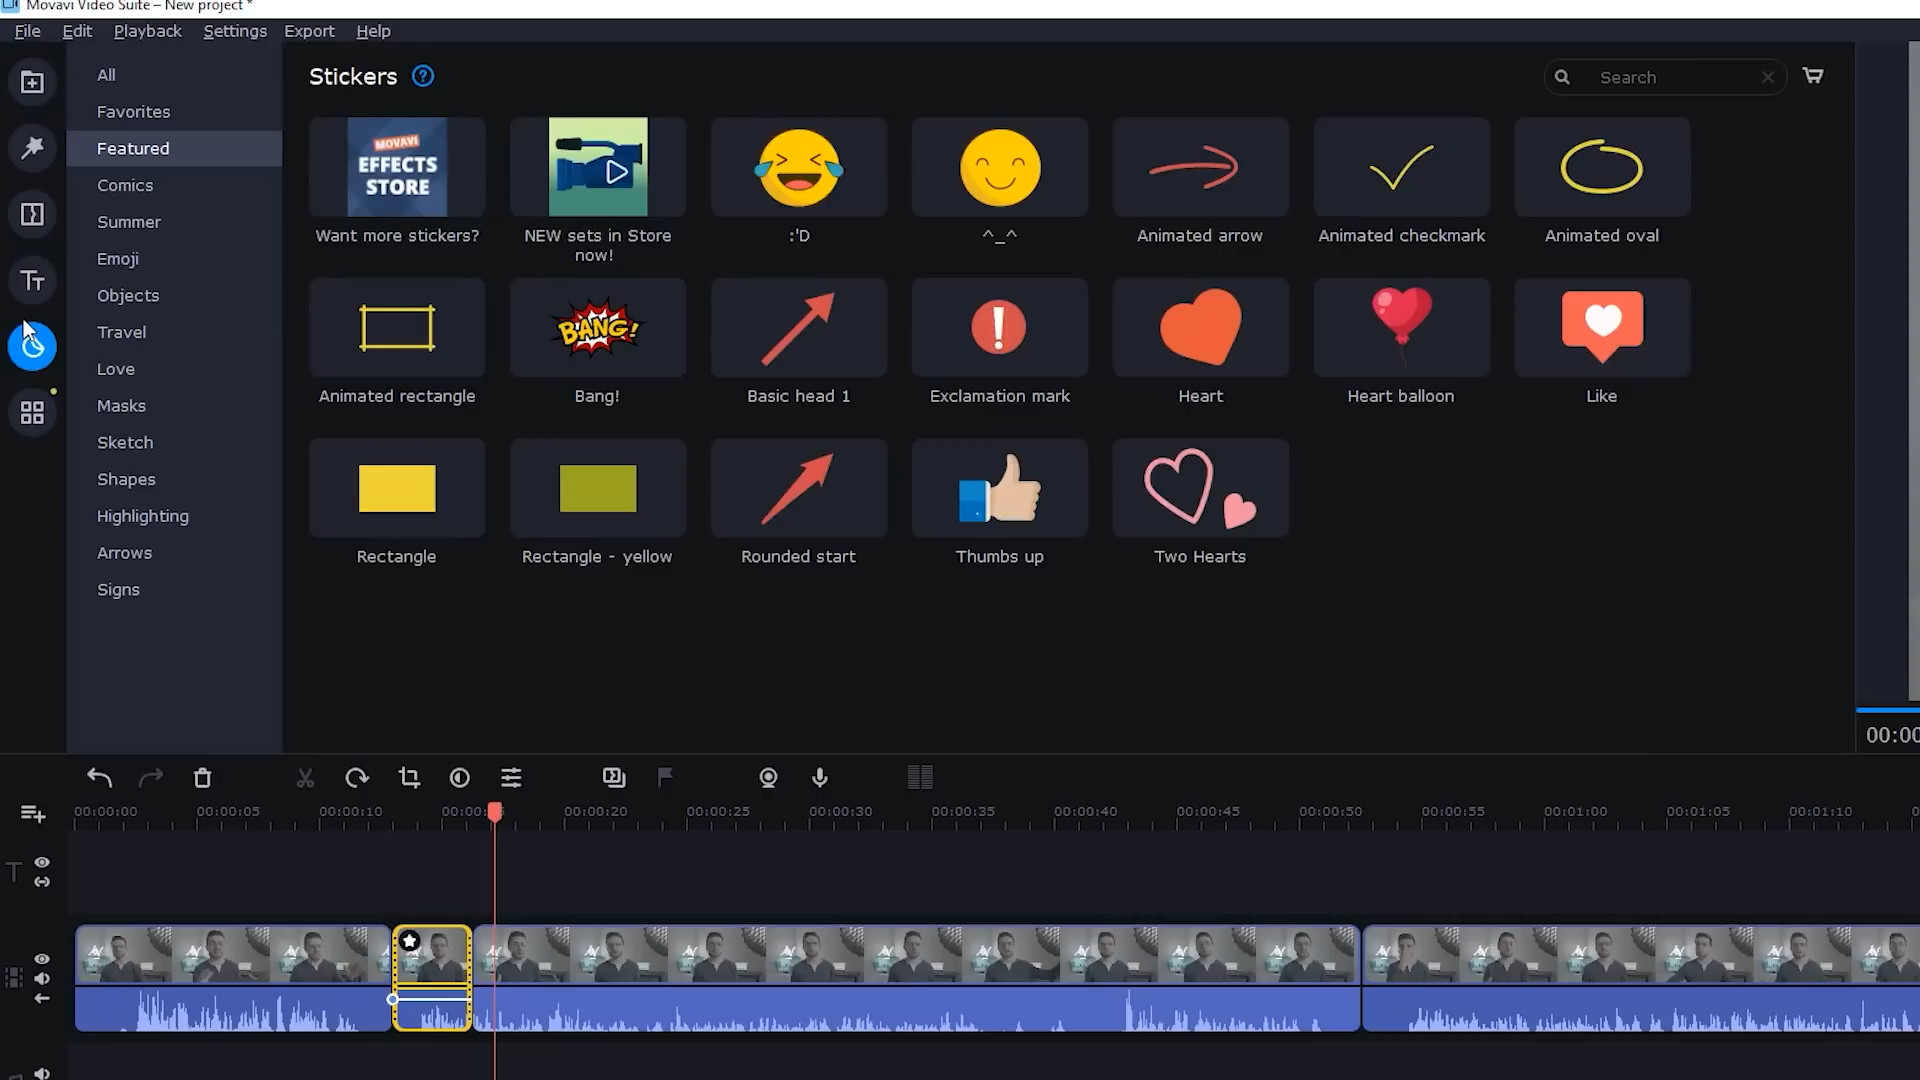 Movavi Video Suite – New project *
File Edit Playback Settings Export Help
All
Favorites
Featured
Comics
Summer
Emoji
Objects
Travel
Love
Masks
Sketch
Shapes
Highlighting
Arrows
Signs
Stickers ?
Search
MOVAVI
EFFECTS
STORE
Want more stickers?
NEW sets in Store
now!
:'D
^_^
Animated arrow
Animated checkmark
Animated oval
Animated rectangle
BANG!
Bang!
Basic head 1
!
Exclamation mark
Heart
Heart balloon
Like
Rectangle
Rectangle - yellow
Rounded start
Thumbs up
Two Hearts
00:00
00:00:00 00:00:05 00:00:10 00:00: 00:00:20 00:00:25 00:00:30 00:00:35 00:00:40 00:00:45 00:00:50 00:00:55 00:01:00 00:01:05 00:01:10